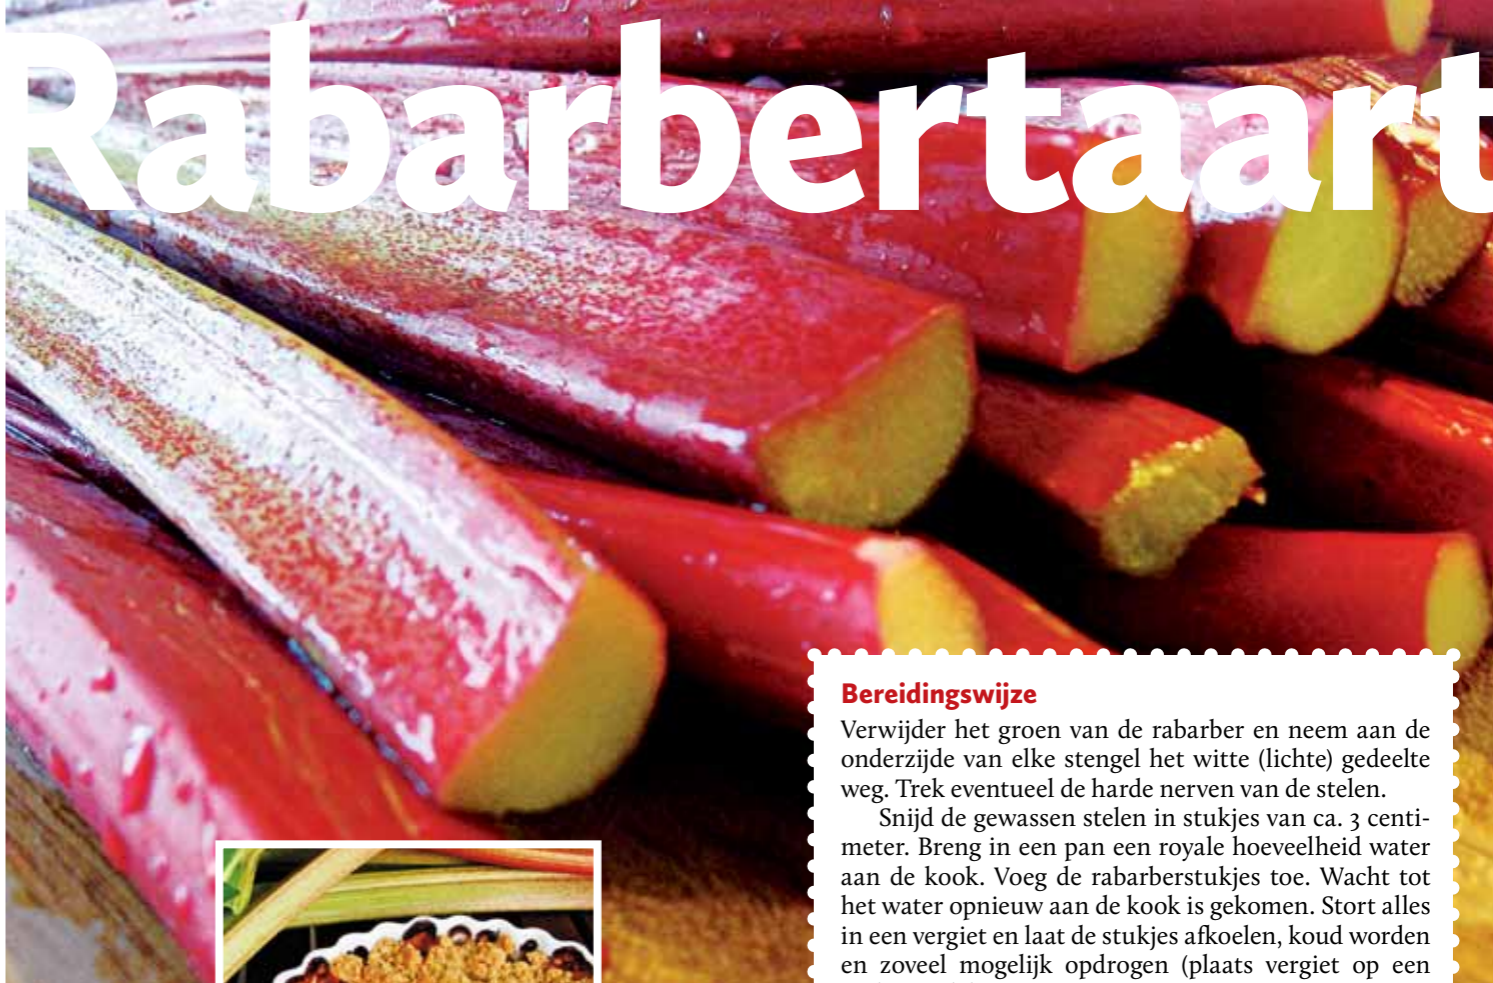 Rabarbertaart
Bereidingswijze
Verwijder het groen van de rabarber en neem aan de
onderzijde van elke stengel het witte (lichte) gedeelte
weg. Trek eventueel de harde nerven van de stelen.
Snijd de gewassen stelen in stukjes van ca. 3 centi-
meter. Breng in een pan een royale hoeveelheid water
aan de kook. Voeg de rabarberstukjes toe. Wacht tot
het water opnieuw aan de kook is gekomen. Stort alles
in een vergiet en laat de stukjes afkoelen, koud worden
en zoveel mogelijk opdrogen (plaats vergiet op een